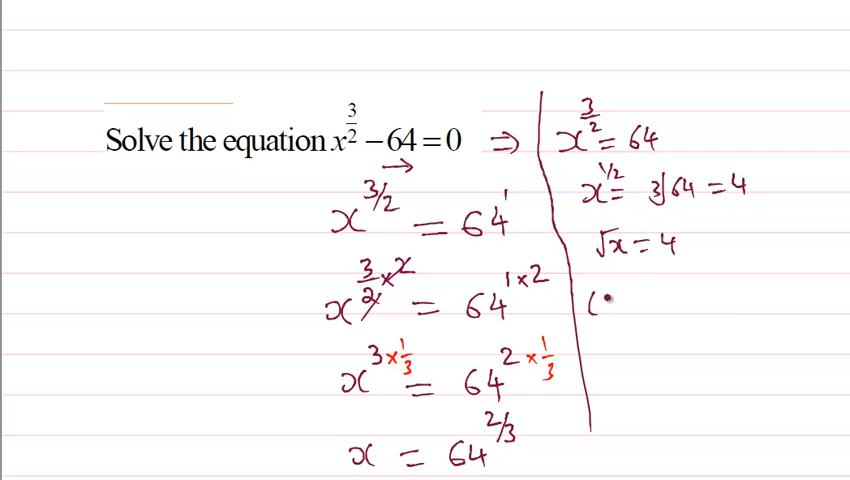 Solve the equation x^{3/2} − 64 = 0 ⇒
→
x^{3/2} = 64^1
x^{3/2 × 2} = 64^{1×2}
x^{3 × 1/3} = 64^{2 × 1/3}
x = 64^{2/3}
x^{3/2} = 64
x^{1/2} = 3√64 = 4
√x = 4
(